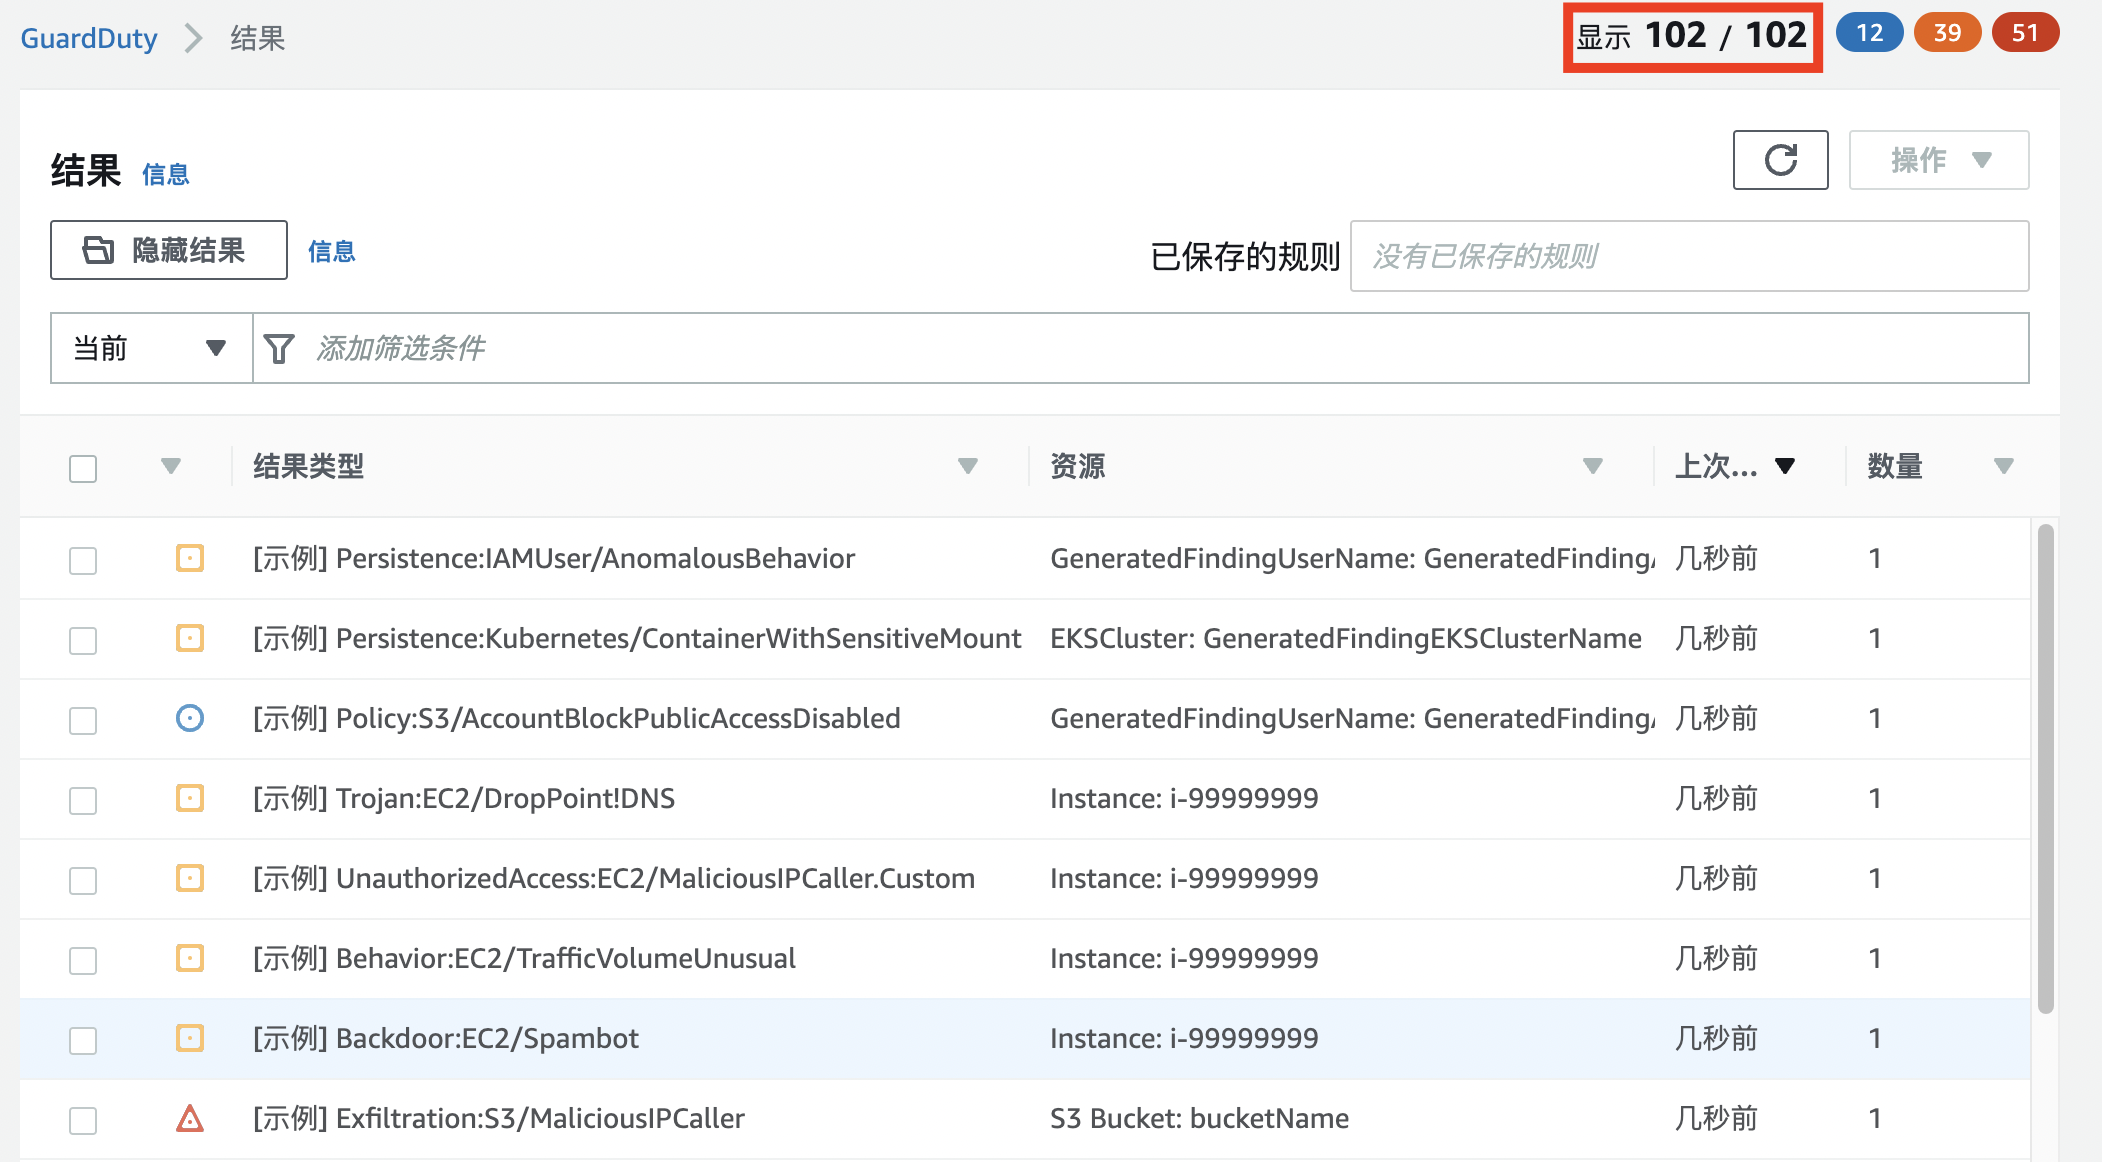 GuardDuty 结果 显示 102 / 102 12 39 51
结果 信息 操作
隐藏结果 信息 已保存的规则 没有已保存的规则
当前 添加筛选条件
结果类型 资源 上次... 数量
[示例] Persistence:IAMUser/AnomalousBehavior GeneratedFindingUserName: GeneratedFinding 几秒前 1
[示例] Persistence:Kubernetes/ContainerWithSensitiveMount EKSCluster: GeneratedFindingEKSClusterName 几秒前 1
[示例] Policy:S3/AccountBlockPublicAccessDisabled GeneratedFindingUserName: GeneratedFinding 几秒前 1
[示例] Trojan:EC2/DropPoint!DNS Instance: i-99999999 几秒前 1
[示例] UnauthorizedAccess:EC2/MaliciousIPCaller.Custom Instance: i-99999999 几秒前 1
[示例] Behavior:EC2/TrafficVolumeUnusual Instance: i-99999999 几秒前 1
[示例] Backdoor:EC2/Spambot Instance: i-99999999 几秒前 1
[示例] Exfiltration:S3/MaliciousIPCaller S3 Bucket: bucketName 几秒前 1